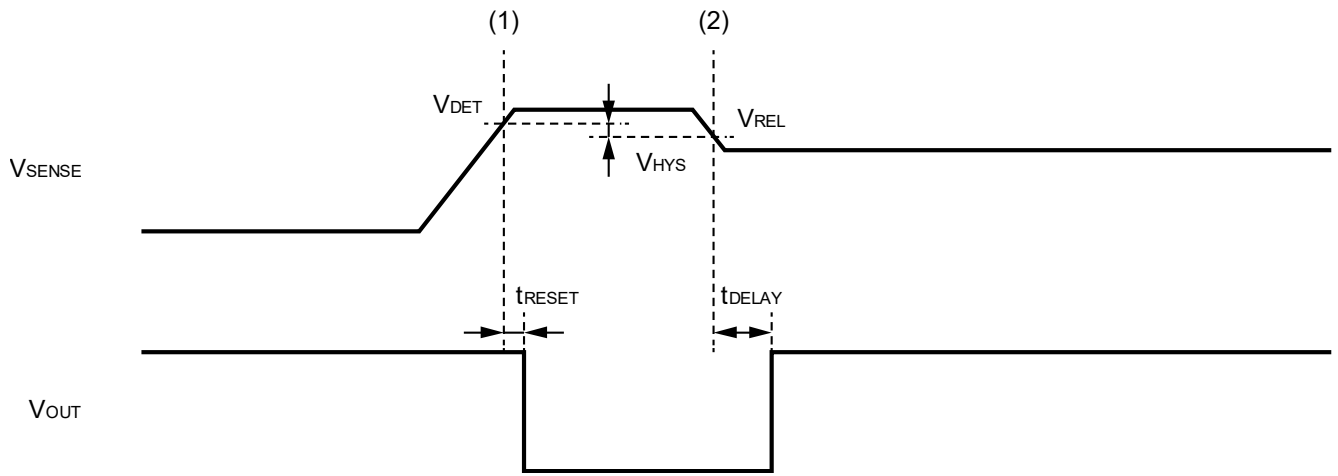 (1) (2)
VDET
VREL
VHYS
VSENSE
tRESET tDELAY
VOUT